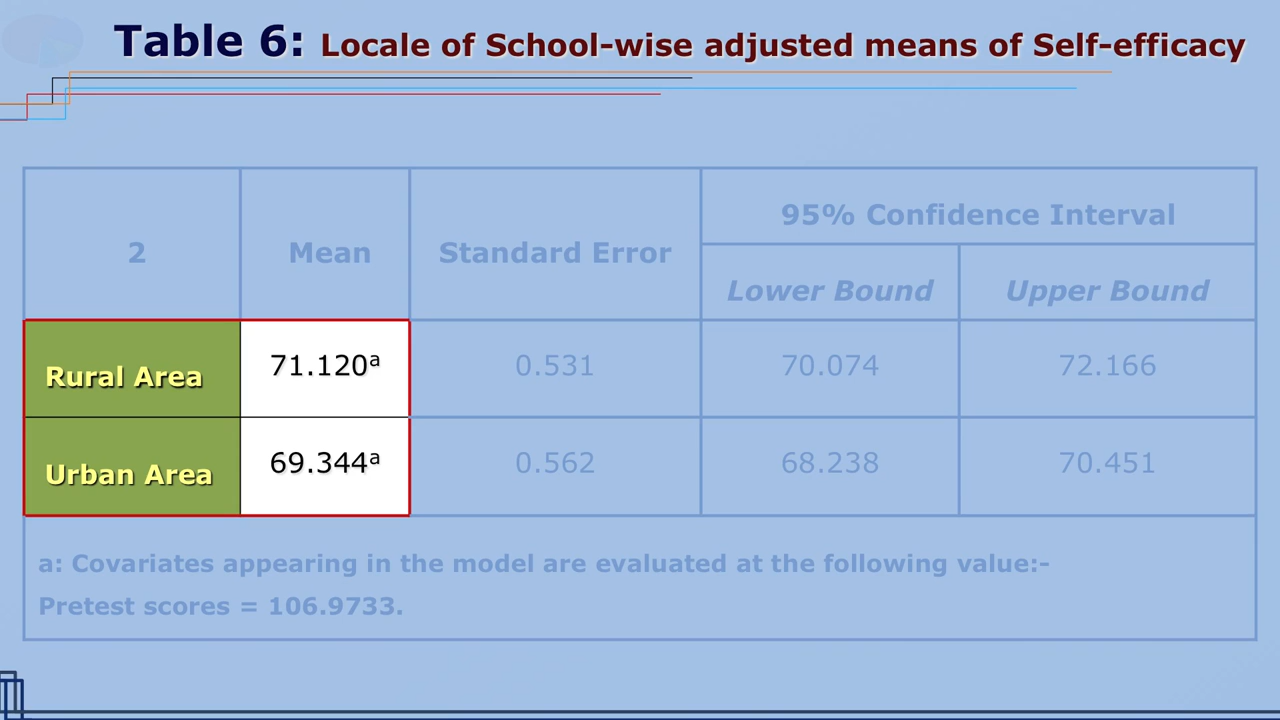 Table 6: Locale of School-wise adjusted means of Self-efficacy
2 Mean Standard Error 95% Confidence Interval
Lower Bound Upper Bound
Rural Area 71.120ᵃ 0.531 70.074 72.166
Urban Area 69.344ᵃ 0.562 68.238 70.451
a: Covariates appearing in the model are evaluated at the following value:-
Pretest scores = 106.9733.